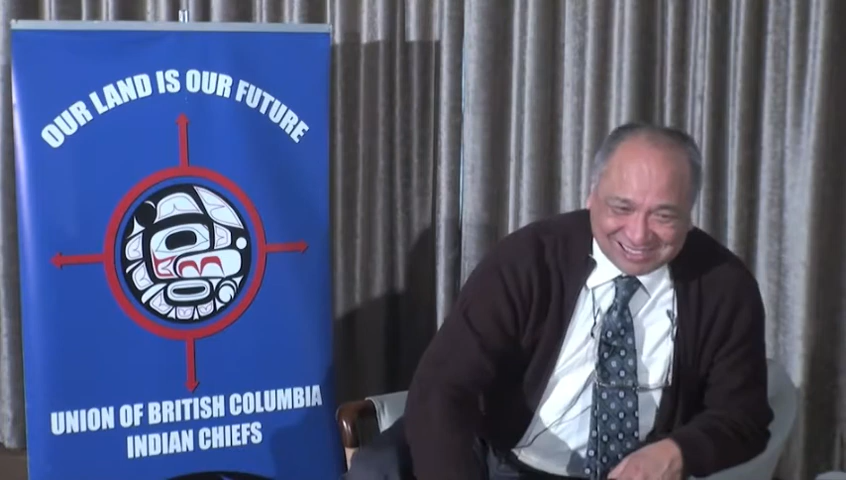 OUR LAND IS OUR FUTURE
UNION OF BRITISH COLUMBIA
INDIAN CHIEFS